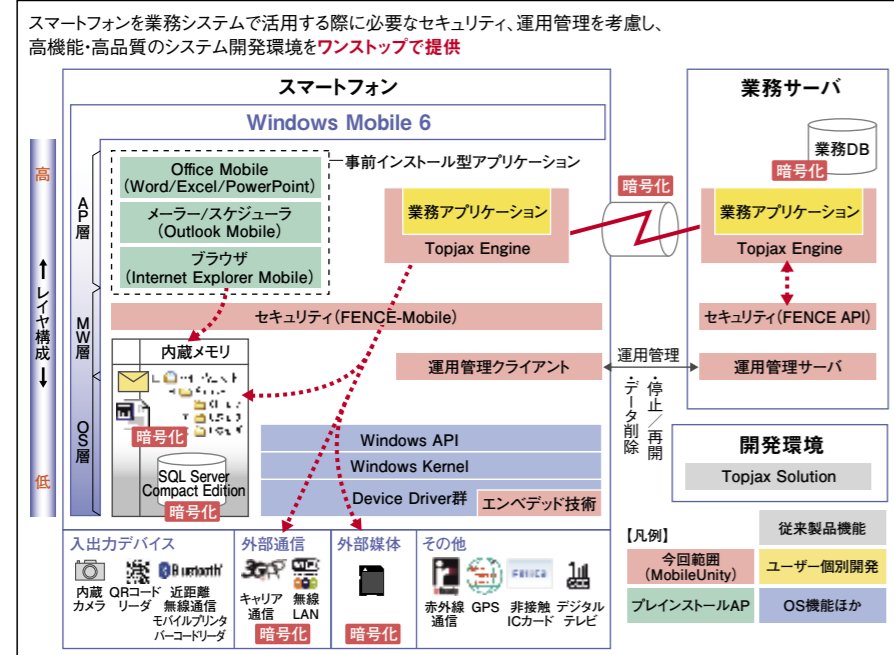 スマートフォンを業務システムで活用する際に必要なセキュリティ、運用管理を考慮し、
高機能・高品質のシステム開発環境をワンストップで提供
スマートフォン
Windows Mobile 6
高
↑レイヤ構成↓
低
AP層
MW層
OS層
Office Mobile
(Word/Excel/PowerPoint)
メーラー/スケジューラ
(Outlook Mobile)
ブラウザ
(Internet Explorer Mobile)
事前インストール型アプリケーション
業務アプリケーション
Topjax Engine
セキュリティ(FENCE-Mobile)
内蔵メモリ
暗号化
SQL Server
Compact Edition
暗号化
運用管理クライアント
Windows API
Windows Kernel
Device Driver群
エンベデッド技術
暗号化
運用管理
・停止/再開
・データ削除
業務サーバ
業務DB
暗号化
業務アプリケーション
Topjax Engine
セキュリティ(FENCE API)
運用管理サーバ
開発環境
Topjax Solution
入出力デバイス
内蔵
カメラ
QRコード
リーダ
Bluetooth
近距離
無線通信
モバイルプリンタ
バーコードリーダ
外部通信
キャリア
通信
無線
LAN
暗号化
外部媒体
暗号化
その他
赤外線
通信
GPS
FeliCa
非接触
ICカード
デジタル
テレビ
【凡例】
従来製品機能
今回範囲
(MobileUnity)
ユーザー個別開発
プレインストールAP
OS機能ほか